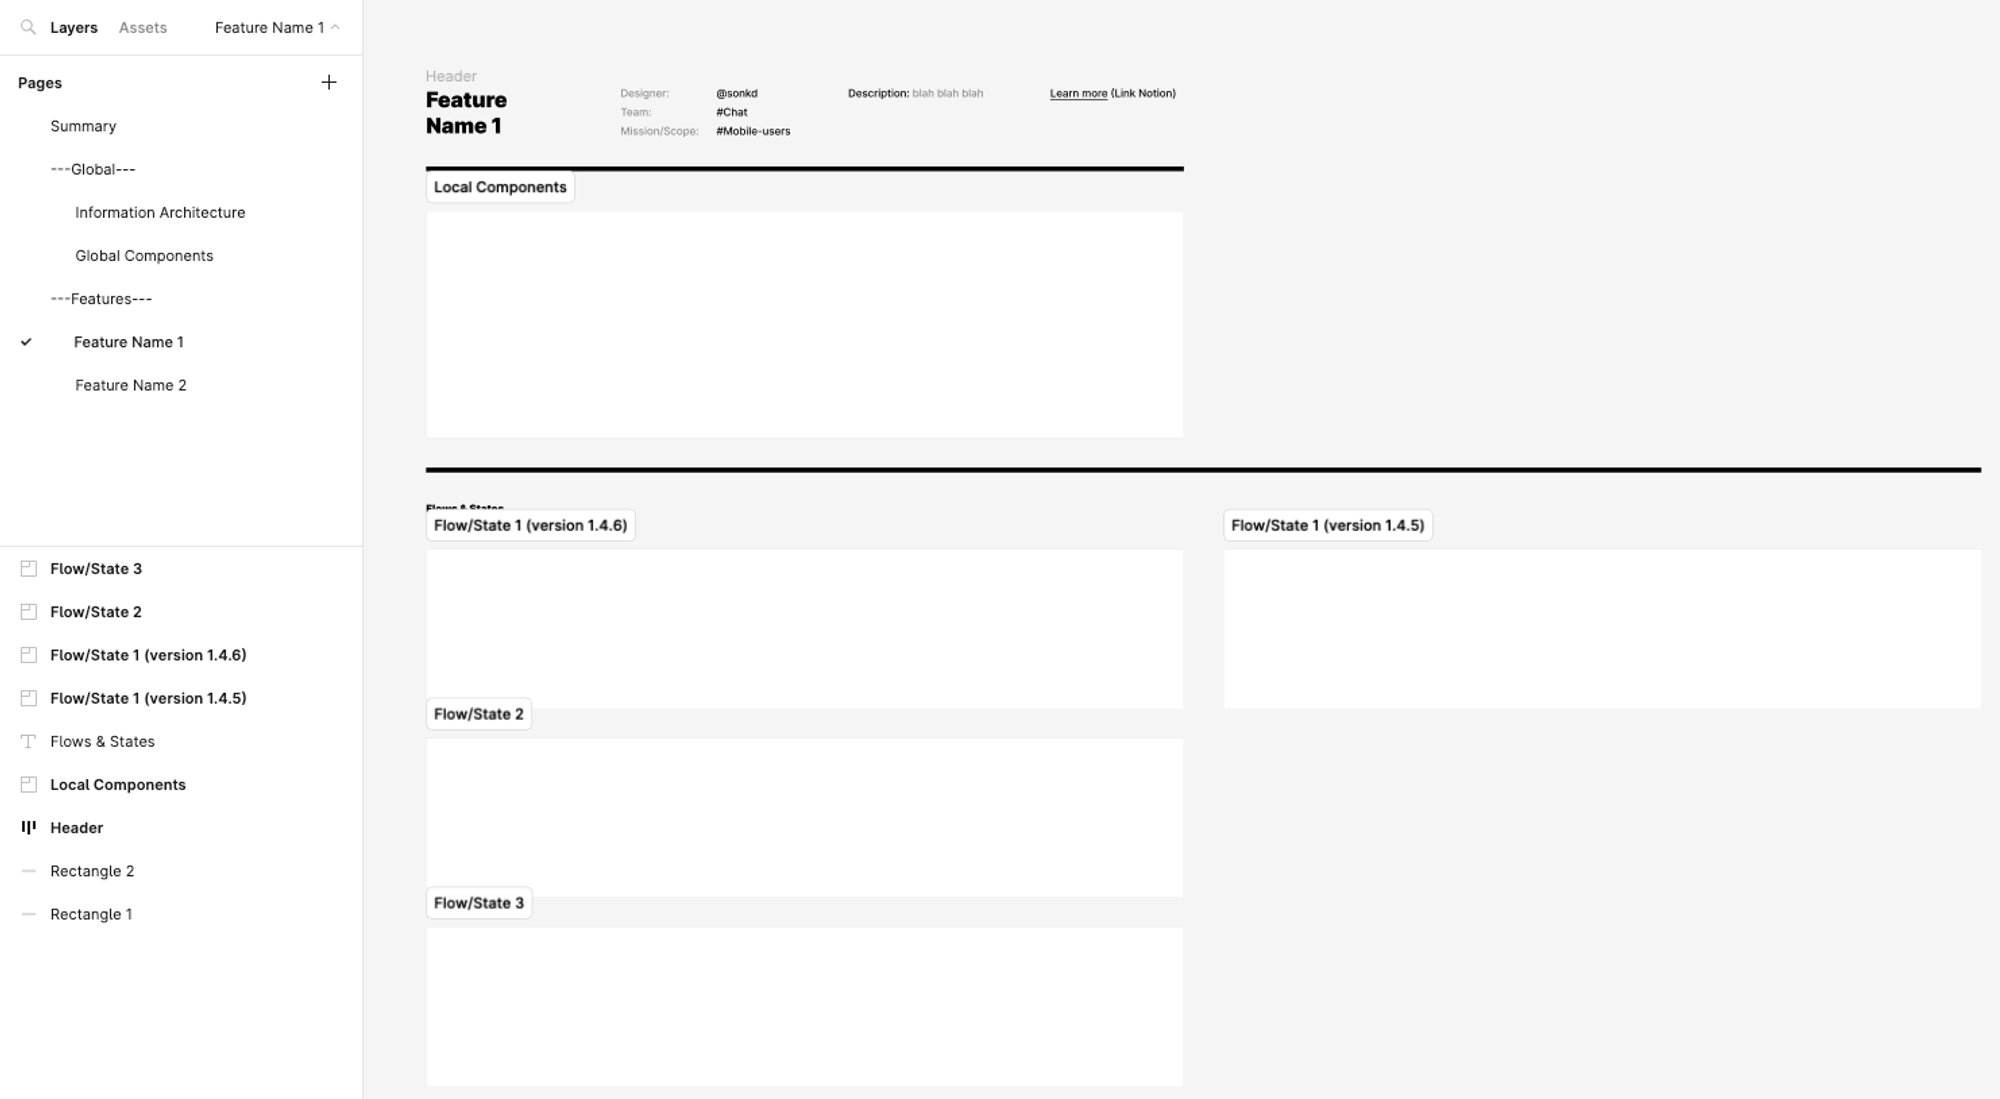 Layers Assets Feature Name 1
Pages
Summary
---Global---
Information Architecture
Global Components
---Features---
Feature Name 1
Feature Name 2
Flow/State 3
Flow/State 2
Flow/State 1 (version 1.4.6)
Flow/State 1 (version 1.4.5)
Flows & States
Local Components
Header
Rectangle 2
Rectangle 1
Header
Feature
Name 1
Designer: @sonkd
Team: #Chat
Mission/Scope: #Mobile-users
Description: blah blah blah
Learn more (Link Notion)
Local Components
Flows & States
Flow/State 1 (version 1.4.6)
Flow/State 1 (version 1.4.5)
Flow/State 2
Flow/State 3